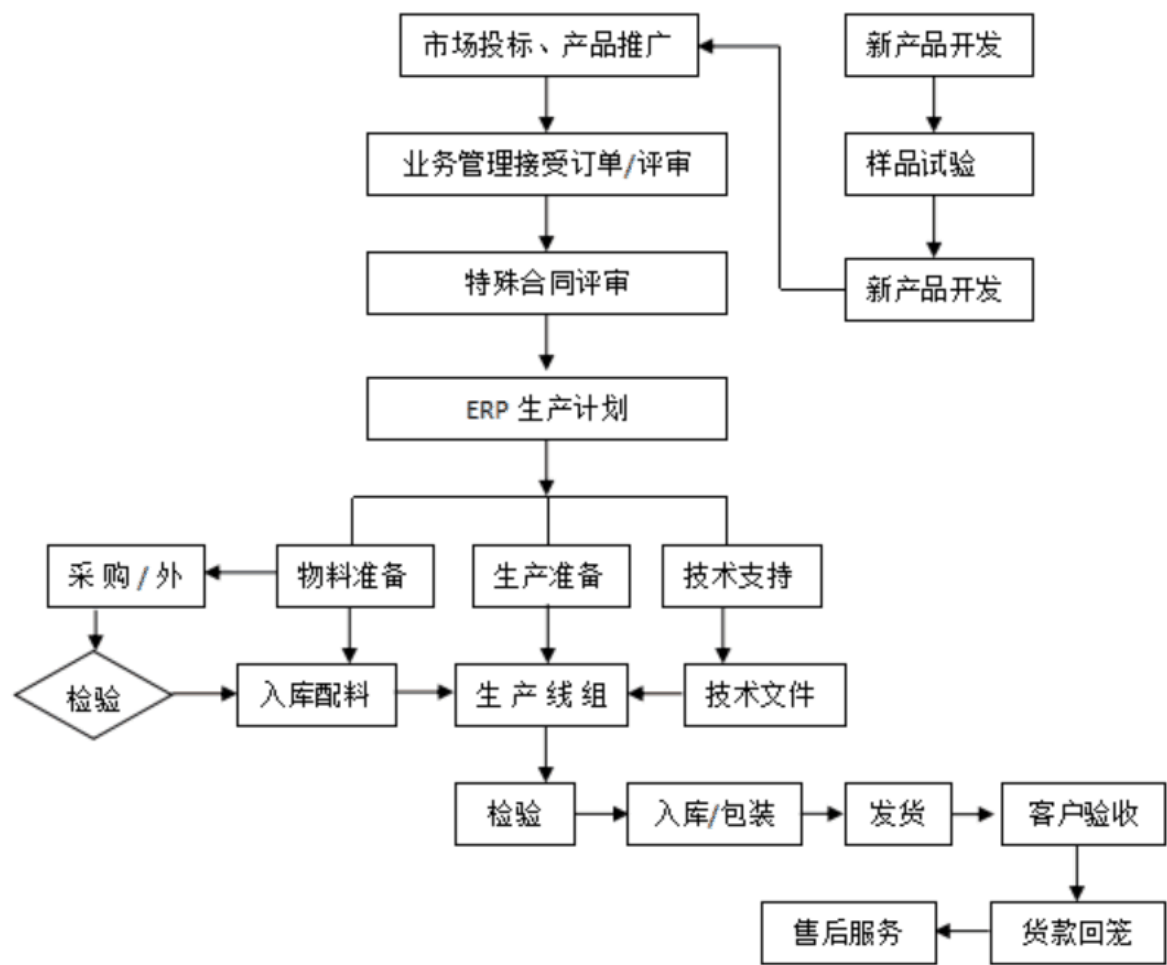 市场投标、产品推广
新产品开发
业务管理接受订单/评审
样品试验
特殊合同评审
新产品开发
ERP 生产计划
采购/外
物料准备
生产准备
技术支持
检验
入库配料
生产线组
技术文件
检验
入库/包装
发货
客户验收
售后服务
货款回笼